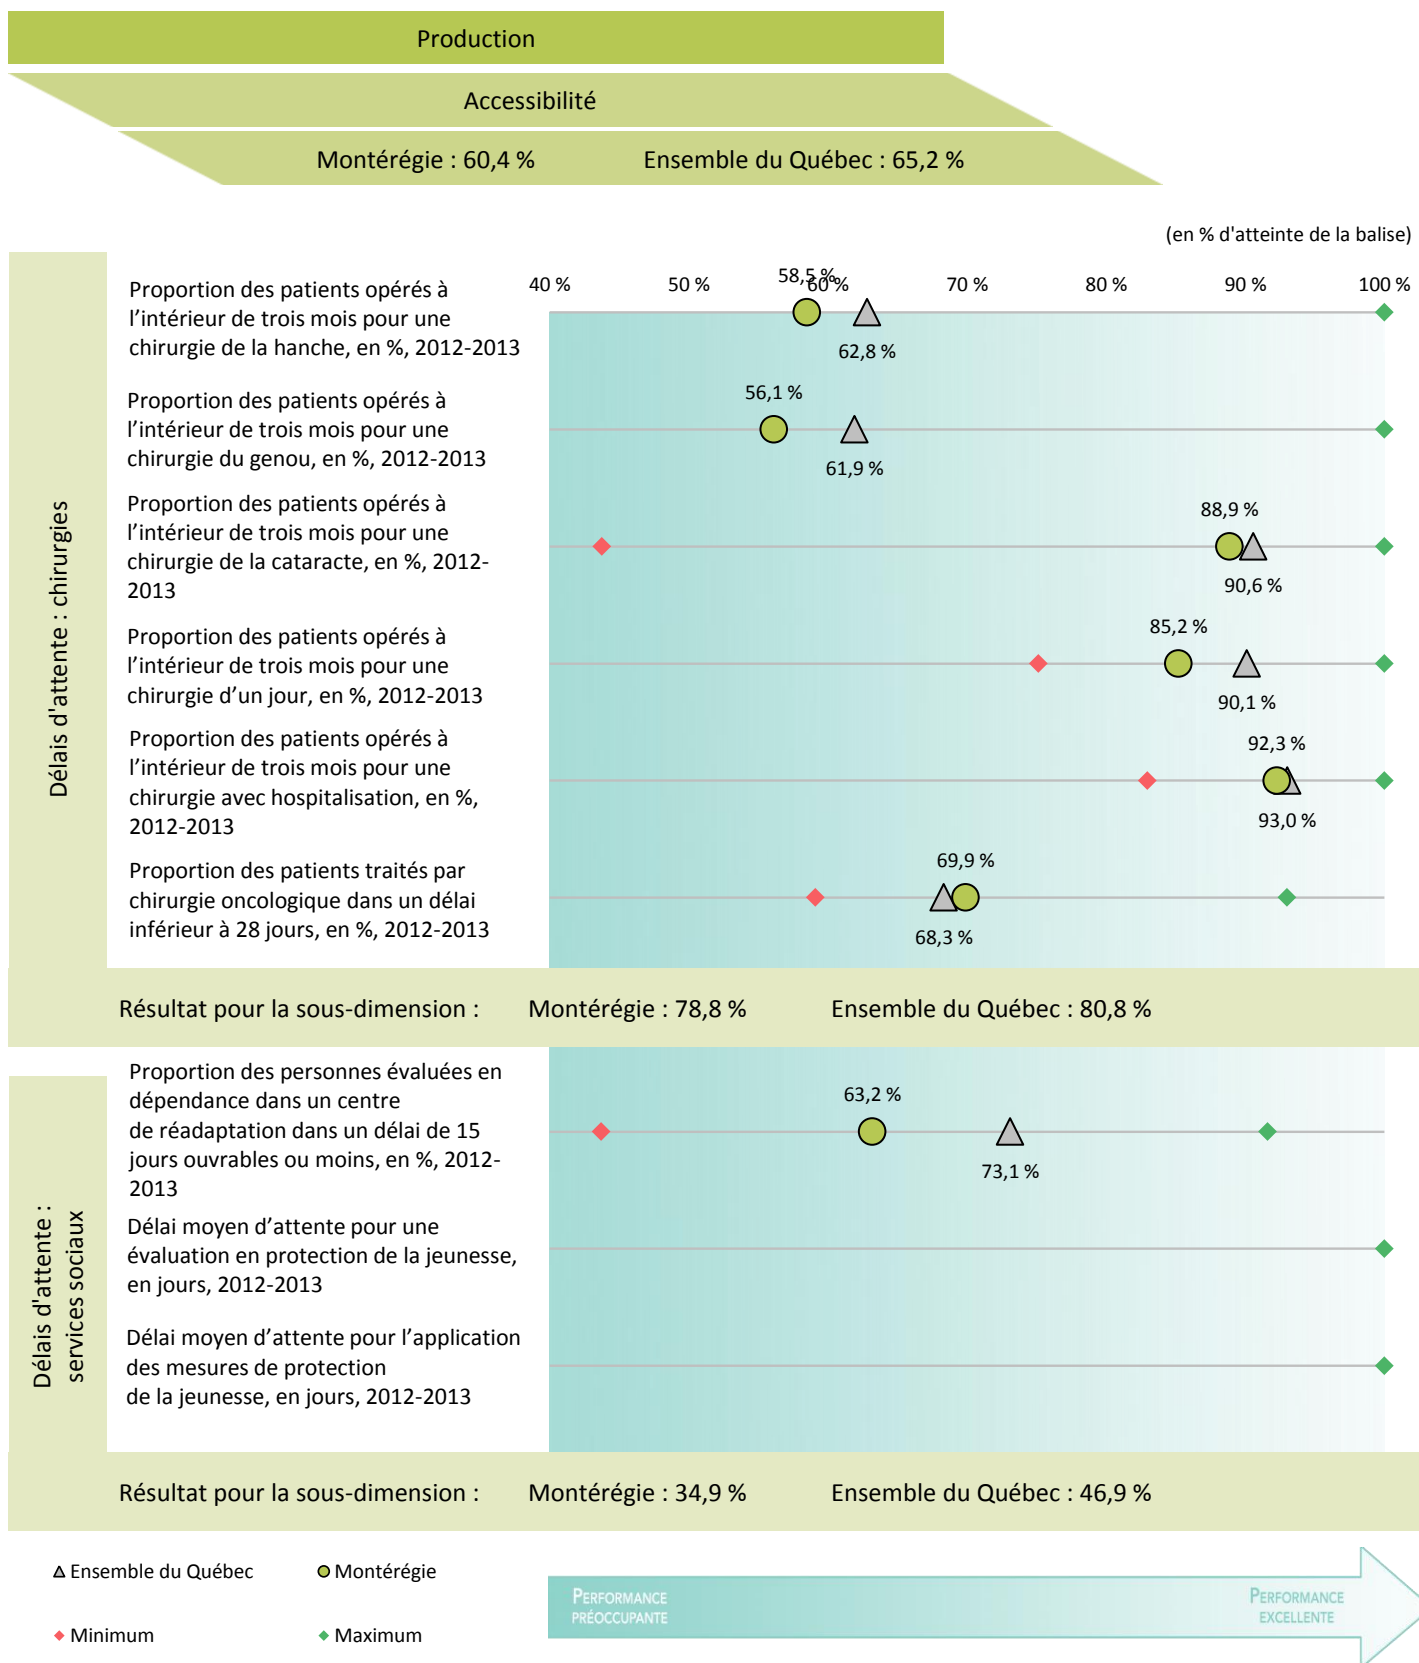 Production
Accessibilité
Montérégie : 60,4 % Ensemble du Québec : 65,2 %
(en % d'atteinte de la balise)
40 % 50 % 60% 70 % 80 % 90 % 100 %
Délais d'attente : chirurgies
Proportion des patients opérés à
l’intérieur de trois mois pour une
chirurgie de la hanche, en %, 2012-2013
58,5 %
62,8 %
Proportion des patients opérés à
l’intérieur de trois mois pour une
chirurgie du genou, en %, 2012-2013
56,1 %
61,9 %
Proportion des patients opérés à
l’intérieur de trois mois pour une
chirurgie de la cataracte, en %, 2012-
2013
88,9 %
90,6 %
Proportion des patients opérés à
l’intérieur de trois mois pour une
chirurgie d’un jour, en %, 2012-2013
85,2 %
90,1 %
Proportion des patients opérés à
l’intérieur de trois mois pour une
chirurgie avec hospitalisation, en %,
2012-2013
92,3 %
93,0 %
Proportion des patients traités par
chirurgie oncologique dans un délai
inférieur à 28 jours, en %, 2012-2013
69,9 %
68,3 %
Résultat pour la sous-dimension : Montérégie : 78,8 % Ensemble du Québec : 80,8 %
Délais d'attente :
services sociaux
Proportion des personnes évaluées en
dépendance dans un centre
de réadaptation dans un délai de 15
jours ouvrables ou moins, en %, 2012-
2013
63,2 %
73,1 %
Délai moyen d’attente pour une
évaluation en protection de la jeunesse,
en jours, 2012-2013
Délai moyen d’attente pour l’application
des mesures de protection
de la jeunesse, en jours, 2012-2013
Résultat pour la sous-dimension : Montérégie : 34,9 % Ensemble du Québec : 46,9 %
Ensemble du Québec Montérégie
Minimum Maximum
PERFORMANCE
PRÉOCCUPANTE
PERFORMANCE
EXCELLENTE